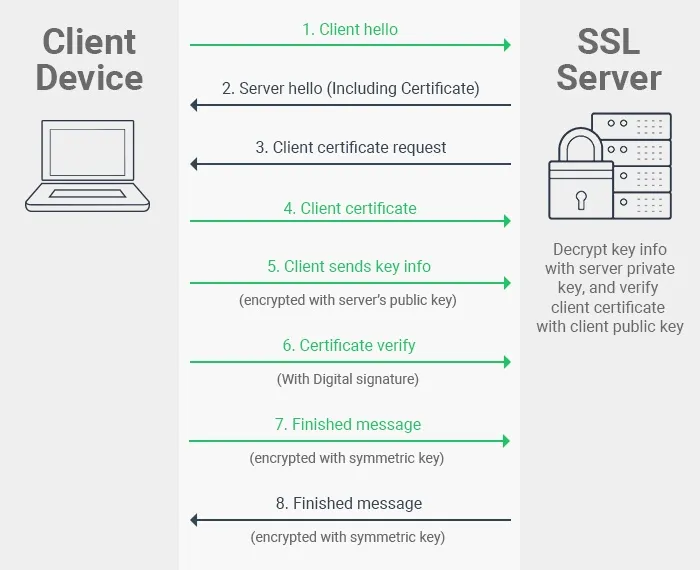 Client
Device
1. Client hello
SSL
Server
2. Server hello (Including Certificate)
3. Client certificate request
4. Client certificate
5. Client sends key info
(encrypted with server's public key)
Decrypt key info
with server private
key, and verify
client certificate
with client public key
6. Certificate verify
(With Digital signature)
7. Finished message
(encrypted with symmetric key)
8. Finished message
(encrypted with symmetric key)